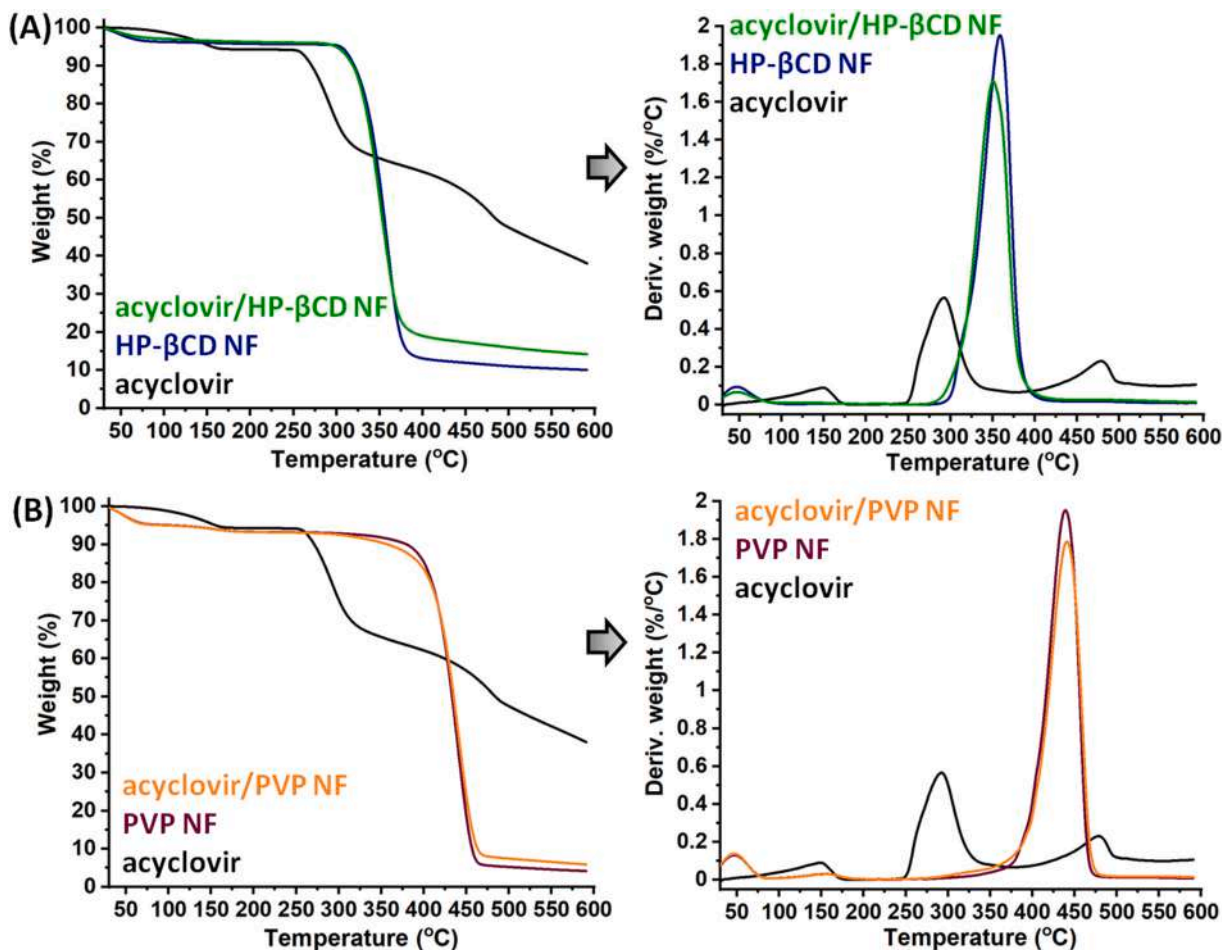 (A)
100
90
80
70
60
50
40
30
20
10
0
Weight (%)
acyclovir/HP-βCD NF
HP-βCD NF
acyclovir
50 100 150 200 250 300 350 400 450 500 550 600
Temperature (°C)
2
1.8
1.6
1.4
1.2
1
0.8
0.6
0.4
0.2
0
Deriv. weight (%/°C)
acyclovir/HP-βCD NF
HP-βCD NF
acyclovir
50 100 150 200 250 300 350 400 450 500 550 600
Temperature (°C)
(B)
100
90
80
70
60
50
40
30
20
10
0
Weight (%)
acyclovir/PVP NF
PVP NF
acyclovir
50 100 150 200 250 300 350 400 450 500 550 600
Temperature (°C)
2
1.8
1.6
1.4
1.2
1
0.8
0.6
0.4
0.2
0
Deriv. weight (%/°C)
acyclovir/PVP NF
PVP NF
acyclovir
50 100 150 200 250 300 350 400 450 500 550 600
Temperature (°C)